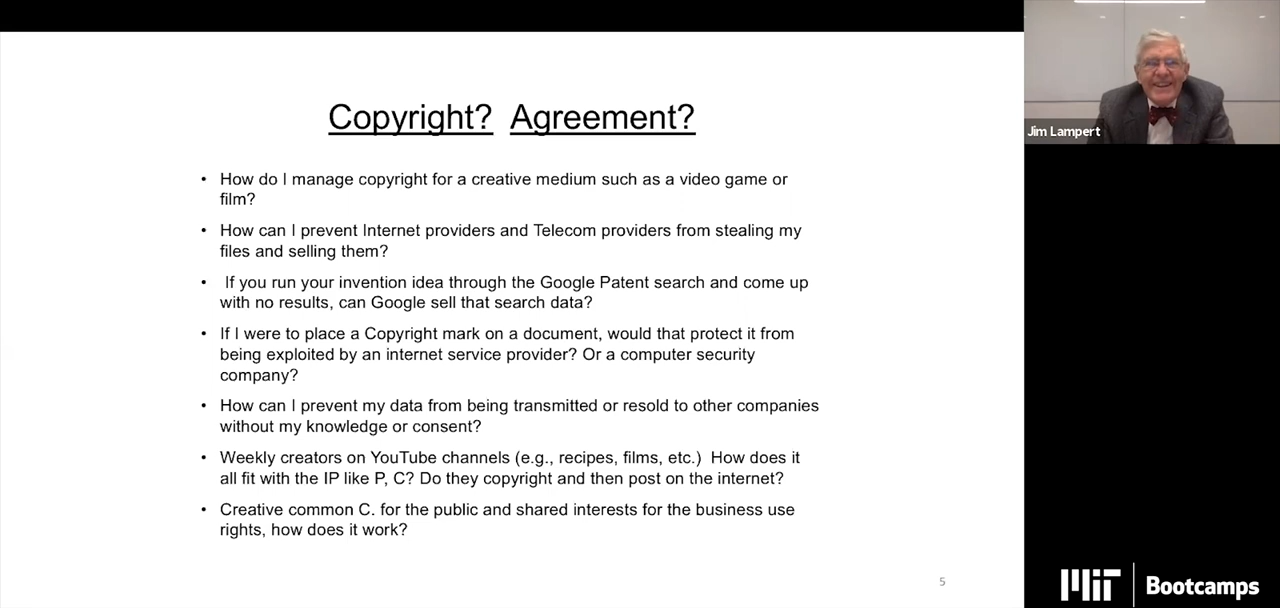 Copyright? Agreement?
• How do I manage copyright for a creative medium such as a video game or
film?
• How can I prevent Internet providers and Telecom providers from stealing my
files and selling them?
• If you run your invention idea through the Google Patent search and come up
with no results, can Google sell that search data?
• If I were to place a Copyright mark on a document, would that protect it from
being exploited by an internet service provider? Or a computer security
company?
• How can I prevent my data from being transmitted or resold to other companies
without my knowledge or consent?
• Weekly creators on YouTube channels (e.g., recipes, films, etc.) How does it
all fit with the IP like P, C? Do they copyright and then post on the internet?
• Creative common C. for the public and shared interests for the business use
rights, how does it work?
5
Jim Lampert
MIT Bootcamps